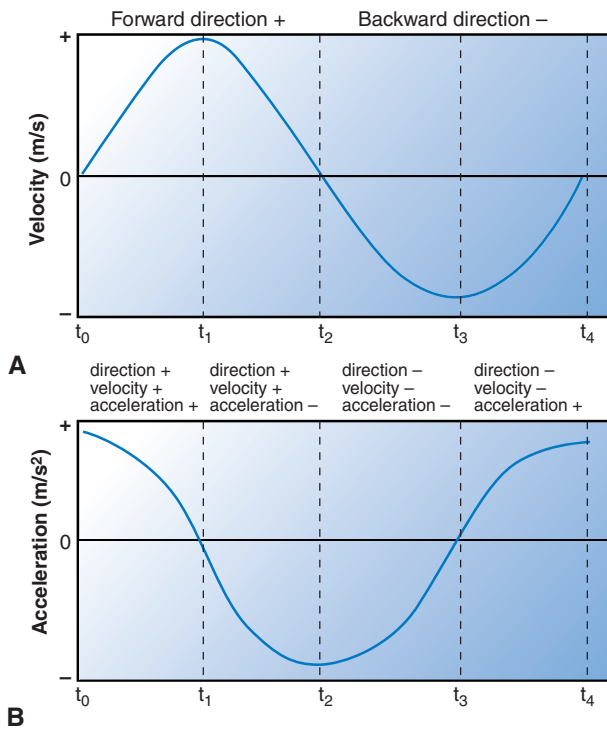 Forward direction + Backward direction –
+
Velocity (m/s)
0
–
t0 t1 t2 t3 t4
A
direction + direction + direction – direction –
velocity + velocity + velocity– velocity–
acceleration + acceleration – acceleration – acceleration +
+
Acceleration (m/s²)
0
–
t0 t1 t2 t3 t4
B